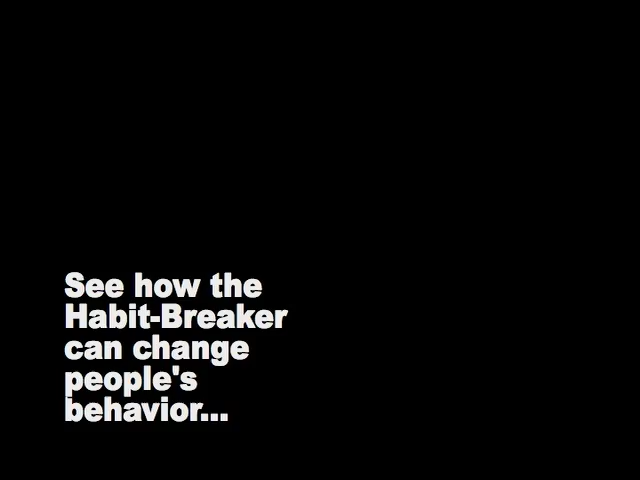 See how the
Habit-Breaker
can change
people's
behavior...